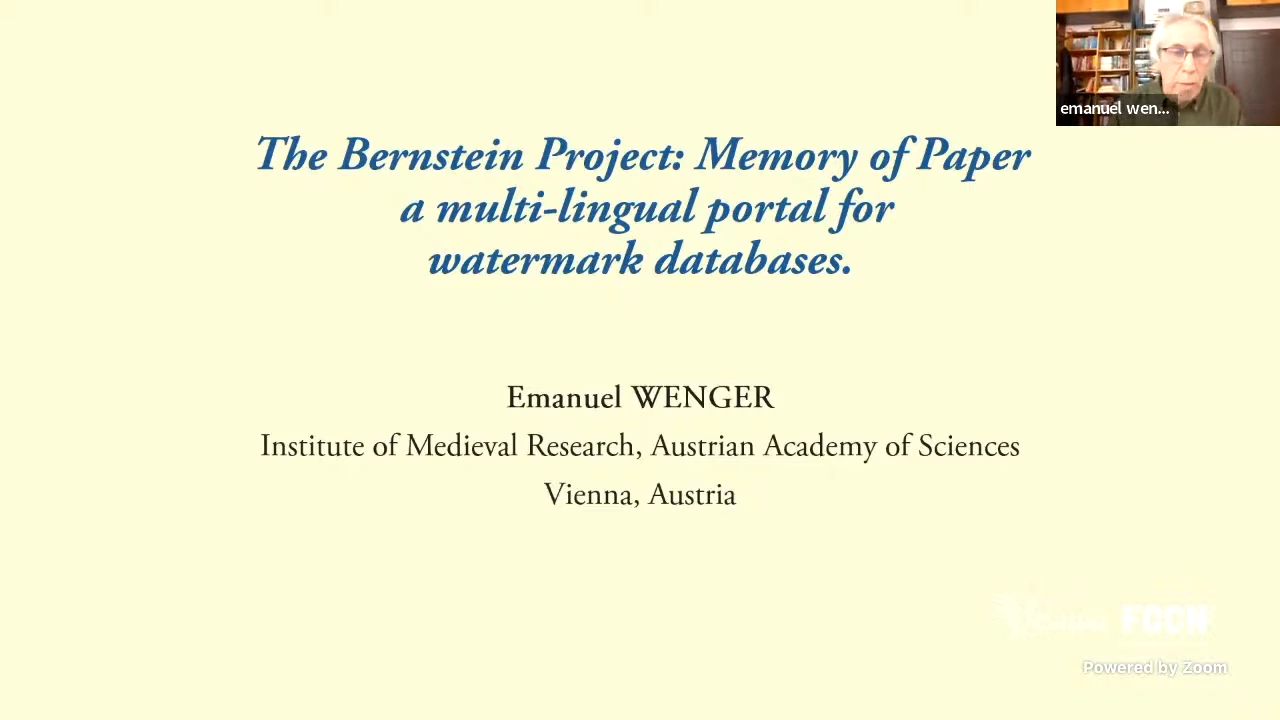 emanuel wen...
The Bernstein Project: Memory of Paper
a multi-lingual portal for
watermark databases.
Emanuel WENGER
Institute of Medieval Research, Austrian Academy of Sciences
Vienna, Austria
FCCN
Powered by Zoom